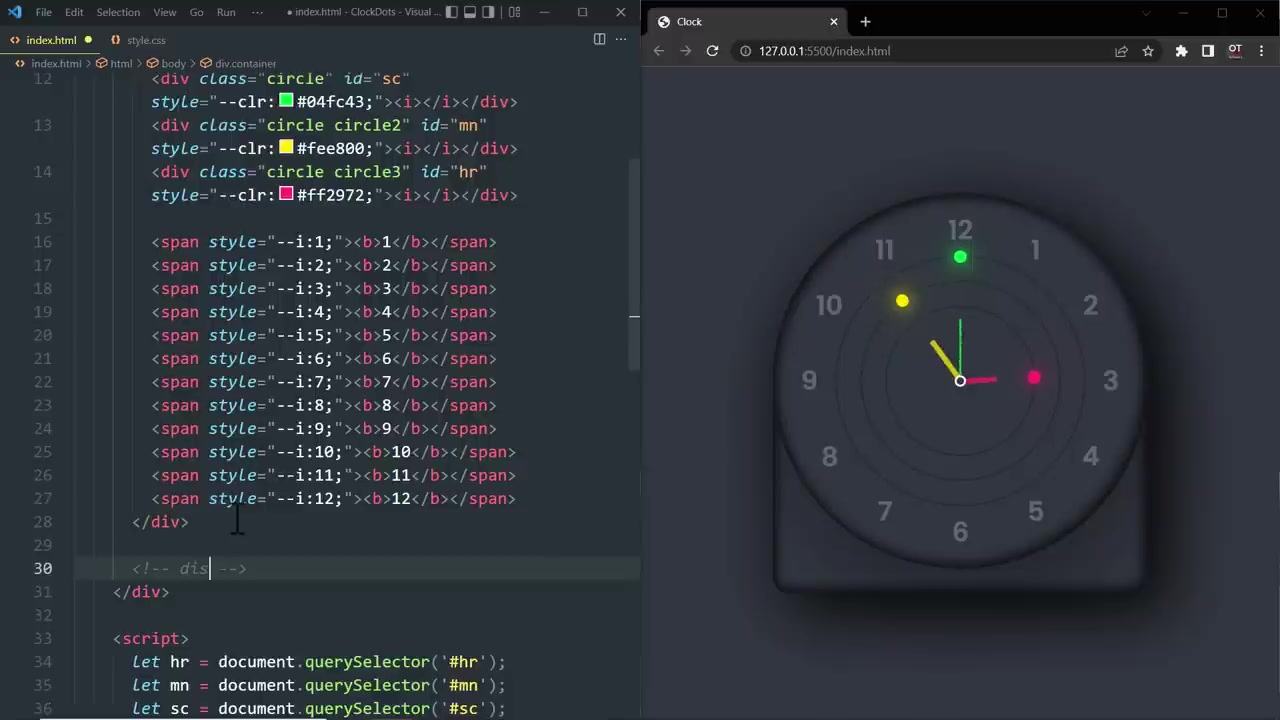 File Edit Selection View Go Run ··· ● index.html - ClockDots - Visual ...
index.html ● style.css ···
index.html > html > body > div.container
12 <div class="circle" id="sc"
style="--clr:#04fc43;"><i></i></div>
13 <div class="circle circle2" id="mn"
style="--clr:#fee800;"><i></i></div>
14 <div class="circle circle3" id="hr"
style="--clr:#ff2972;"><i></i></div>
15
16 <span style="--i:1;"><b>1</b></span>
17 <span style="--i:2;"><b>2</b></span>
18 <span style="--i:3;"><b>3</b></span>
19 <span style="--i:4;"><b>4</b></span>
20 <span style="--i:5;"><b>5</b></span>
21 <span style="--i:6;"><b>6</b></span>
22 <span style="--i:7;"><b>7</b></span>
23 <span style="--i:8;"><b>8</b></span>
24 <span style="--i:9;"><b>9</b></span>
25 <span style="--i:10;"><b>10</b></span>
26 <span style="--i:11;"><b>11</b></span>
27 <span style="--i:12;"><b>12</b></span>
28 </div>
29
30 <!-- dis -->
31 </div>
32
33 <script>
34 let hr = document.querySelector('#hr');
35 let mn = document.querySelector('#mn');
36 let sc = document.querySelector('#sc');
Clock
127.0.0.1:5500/index.html
OT
12
11 1
10 2
9 3
8 4
7 5
6